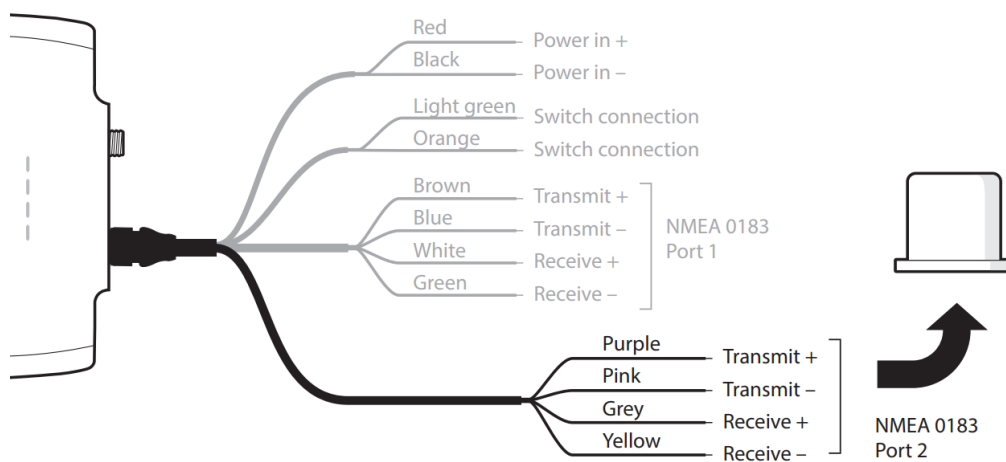 Red
Power in +
Black
Power in –
Light green
Switch connection
Orange
Switch connection
Brown
Transmit +
Blue
Transmit –
White
Receive +
Green
Receive –
NMEA 0183
Port 1
Purple
Transmit +
Pink
Transmit –
Grey
Receive +
Yellow
Receive –
NMEA 0183
Port 2